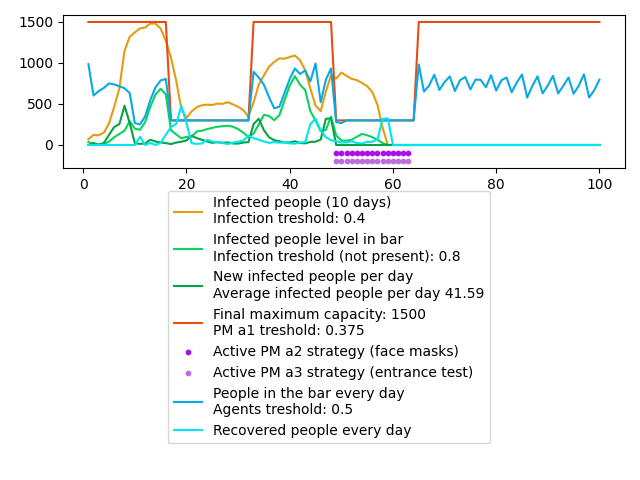 1500
1000
500
0
0 20 40 60 80 100
Infected people (10 days)
Infection treshold: 0.4
Infected people level in bar
Infection treshold (not present): 0.8
New infected people per day
Average infected people per day 41.59
Final maximum capacity: 1500
PM a1 treshold: 0.375
Active PM a2 strategy (face masks)
Active PM a3 strategy (entrance test)
People in the bar every day
Agents treshold: 0.5
Recovered people every day